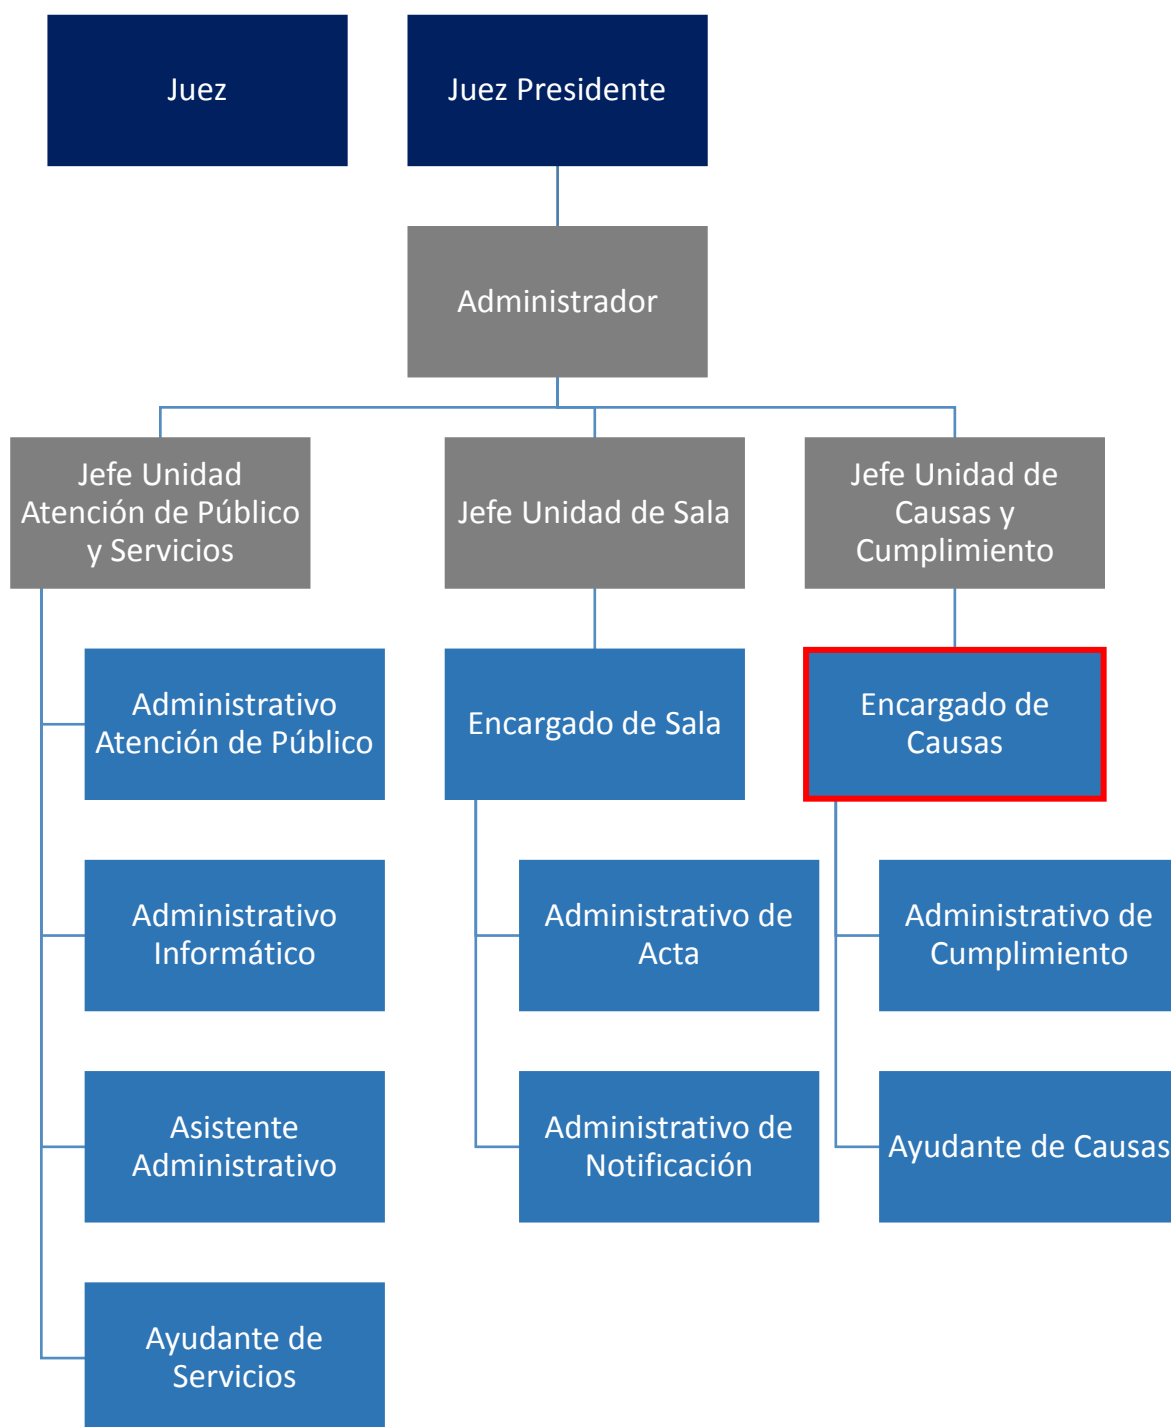 Juez
Juez Presidente
Administrador
Jefe Unidad
Atención de Público
y Servicios
Jefe Unidad de Sala
Jefe Unidad de
Causas y
Cumplimiento
Administrativo
Atención de Público
Encargado de Sala
Encargado de
Causas
Administrativo
Informático
Administrativo de
Acta
Administrativo de
Cumplimiento
Asistente
Administrativo
Administrativo de
Notificación
Ayudante de Causas
Ayudante de
Servicios